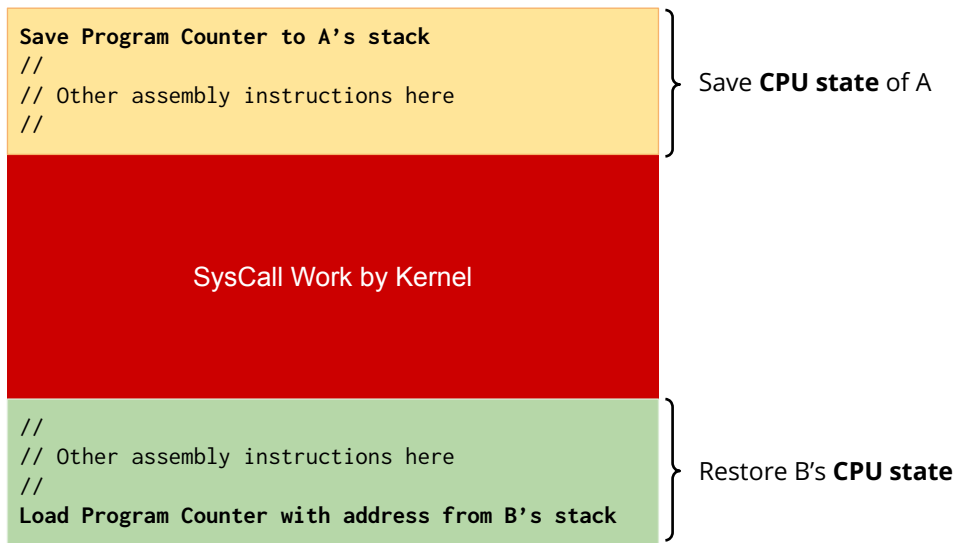 Save Program Counter to A’s stack
//
// Other assembly instructions here
//
Save CPU state of A
SysCall Work by Kernel
//
// Other assembly instructions here
//
Load Program Counter with address from B’s stack
Restore B’s CPU state